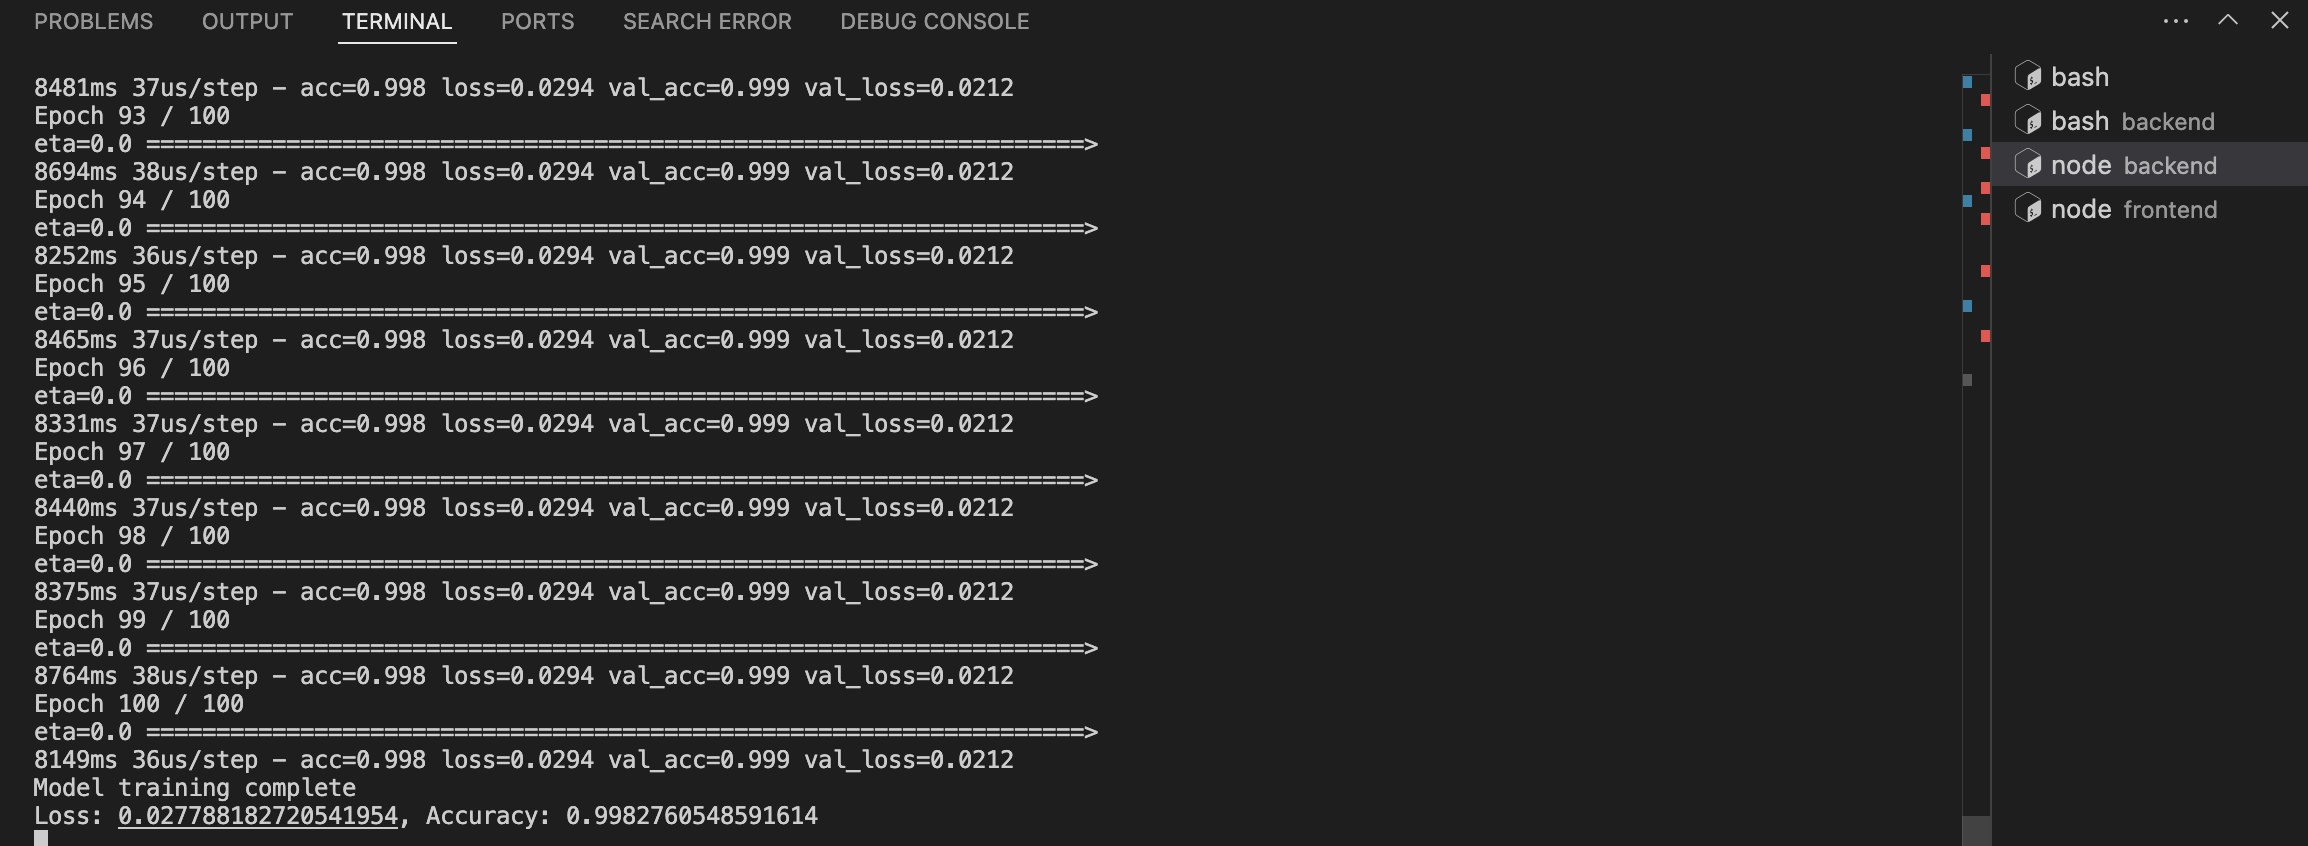 PROBLEMS OUTPUT TERMINAL PORTS SEARCH ERROR DEBUG CONSOLE
8481ms 37us/step - acc=0.998 loss=0.0294 val_acc=0.999 val_loss=0.0212
Epoch 93 / 100
eta=0.0 ===================================================================>
8694ms 38us/step - acc=0.998 loss=0.0294 val_acc=0.999 val_loss=0.0212
Epoch 94 / 100
eta=0.0 ===================================================================>
8252ms 36us/step - acc=0.998 loss=0.0294 val_acc=0.999 val_loss=0.0212
Epoch 95 / 100
eta=0.0 ===================================================================>
8465ms 37us/step - acc=0.998 loss=0.0294 val_acc=0.999 val_loss=0.0212
Epoch 96 / 100
eta=0.0 ===================================================================>
8331ms 37us/step - acc=0.998 loss=0.0294 val_acc=0.999 val_loss=0.0212
Epoch 97 / 100
eta=0.0 ===================================================================>
8440ms 37us/step - acc=0.998 loss=0.0294 val_acc=0.999 val_loss=0.0212
Epoch 98 / 100
eta=0.0 ===================================================================>
8375ms 37us/step - acc=0.998 loss=0.0294 val_acc=0.999 val_loss=0.0212
Epoch 99 / 100
eta=0.0 ===================================================================>
8764ms 38us/step - acc=0.998 loss=0.0294 val_acc=0.999 val_loss=0.0212
Epoch 100 / 100
eta=0.0 ===================================================================>
8149ms 36us/step - acc=0.998 loss=0.0294 val_acc=0.999 val_loss=0.0212
Model training complete
Loss: 0.027788182720541954, Accuracy: 0.9982760548591614
bash
bash backend
node backend
node frontend